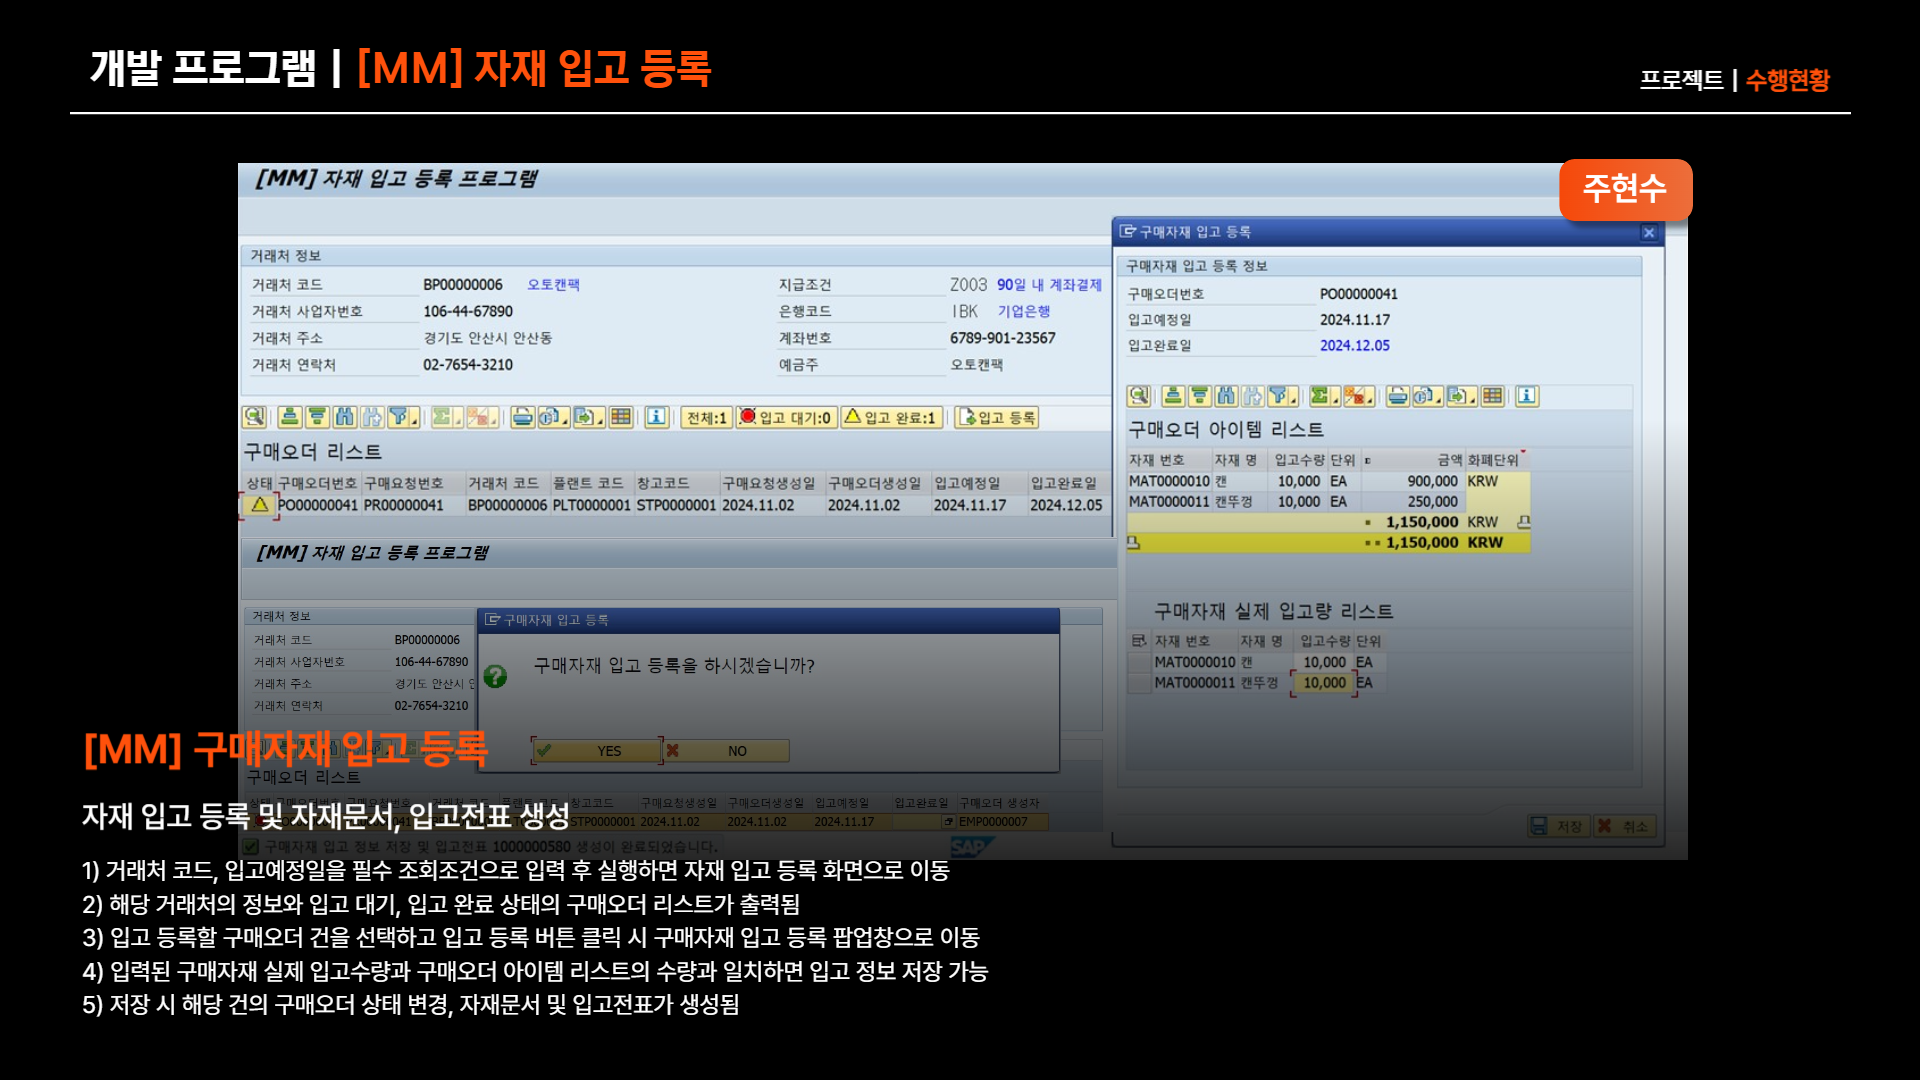 개발 프로그램 | [MM] 자재 입고 등록
프로젝트 | 수행현황
주현수
[MM] 자재 입고 등록 프로그램
거래처 정보
거래처 코드 BP00000006 오토캔팩 지급조건 Z003 90일 내 계좌결제
거래처 사업자번호 106-44-67890 은행코드 IBK 기업은행
거래처 주소 경기도 안산시 안산동 계좌번호 6789-901-23567
거래처 연락처 02-7654-3210 예금주 오토캔팩
전체:1 입고 대기:0 입고 완료:1 입고 등록
구매오더 리스트
상태 구매오더번호 구매요청번호 거래처 코드 플랜트 코드 창고코드 구매요청생성일 구매오더생성일 입고예정일 입고완료일
PO00000041 PR00000041 BP00000006 PLT0000001 STP0000001 2024.11.02 2024.11.02 2024.11.17 2024.12.05
구매자재 입고 등록
구매자재 입고 등록 정보
구매오더번호 PO00000041
입고예정일 2024.11.17
입고완료일 2024.12.05
구매오더 아이템 리스트
자재 번호 자재 명 입고수량 단위 금액 화폐단위
MAT0000010 캔 10,000 EA 900,000 KRW
MAT0000011 캔뚜껑 10,000 EA 250,000
1,150,000 KRW
1,150,000 KRW
구매자재 실제 입고량 리스트
자재 번호 자재 명 입고수량 단위
MAT0000010 캔 10,000 EA
MAT0000011 캔뚜껑 10,000 EA
저장 취소
[MM] 자재 입고 등록 프로그램
거래처 정보
거래처 코드 BP00000006
거래처 사업자번호 106-44-67890
거래처 주소 경기도 안산시
거래처 연락처 02-7654-3210
구매자재 입고 등록
구매자재 입고 등록을 하시겠습니까?
YES NO
구매오더 리스트
창고코드 구매요청생성일 구매오더생성일 입고예정일 입고완료일 구매오더 생성자
STP0000001 2024.11.02 2024.11.02 2024.11.17 EMP0000007
구매자재 입고 정보 저장 및 입고전표 1000000580 생성이 완료되었습니다.
SAP
[MM] 구매자재 입고 등록
자재 입고 등록 및 자재문서, 입고전표 생성
1) 거래처 코드, 입고예정일을 필수 조회조건으로 입력 후 실행하면 자재 입고 등록 화면으로 이동
2) 해당 거래처의 정보와 입고 대기, 입고 완료 상태의 구매오더 리스트가 출력됨
3) 입고 등록할 구매오더 건을 선택하고 입고 등록 버튼 클릭 시 구매자재 입고 등록 팝업창으로 이동
4) 입력된 구매자재 실제 입고수량과 구매오더 아이템 리스트의 수량과 일치하면 입고 정보 저장 가능
5) 저장 시 해당 건의 구매오더 상태 변경, 자재문서 및 입고전표가 생성됨